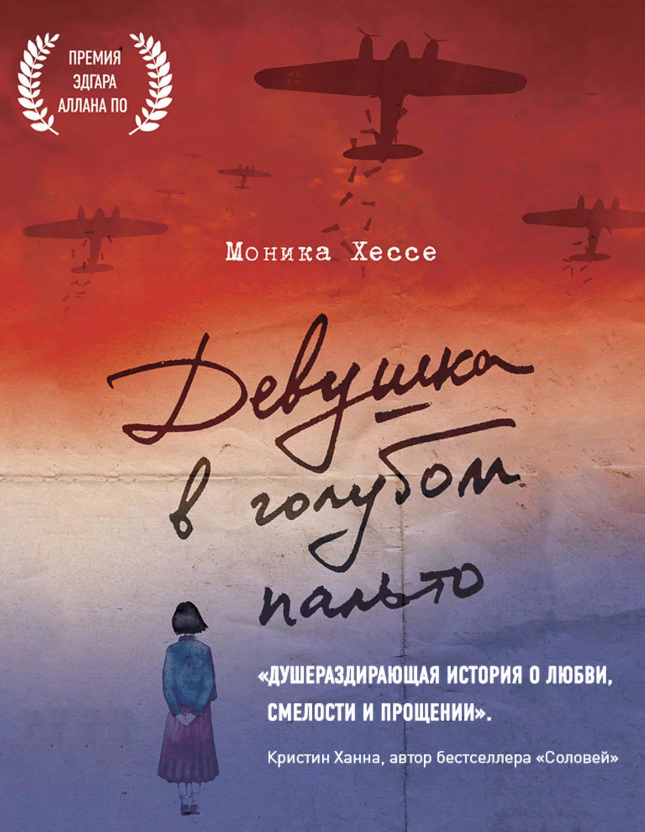 ПРЕМИЯ
ЭДГАРА
АЛЛАНА ПО
Моника Хессе
Девушка
в голубом
пальто
«ДУШЕРАЗДИРАЮЩАЯ ИСТОРИЯ О ЛЮБВИ,
СМЕЛОСТИ И ПРОЩЕНИИ».
Кристин Ханна, автор бестселлера «Соловей»